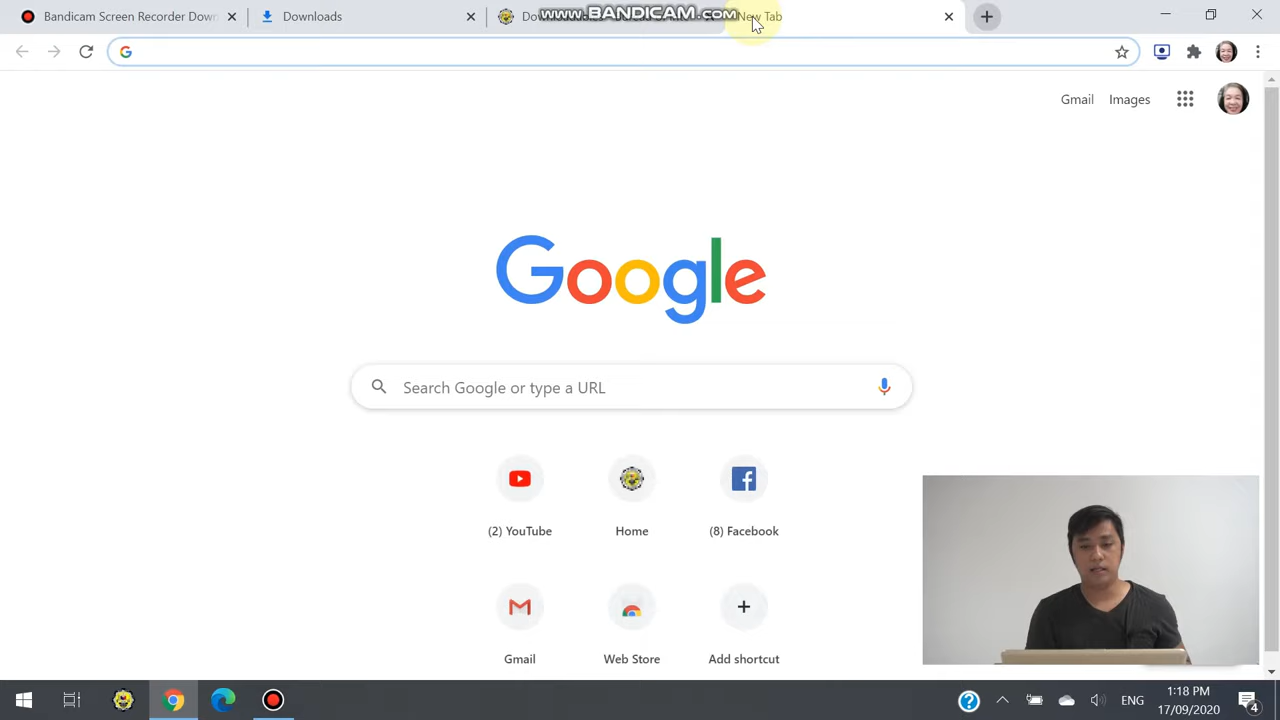 Bandicam Screen Recorder Down
Downloads
www.BANDICAM.com
New Tab
Gmail
Images
Google
Search Google or type a URL
(2) YouTube
Home
(8) Facebook
Gmail
Web Store
Add shortcut
ENG
1:18 PM
17/09/2020
4